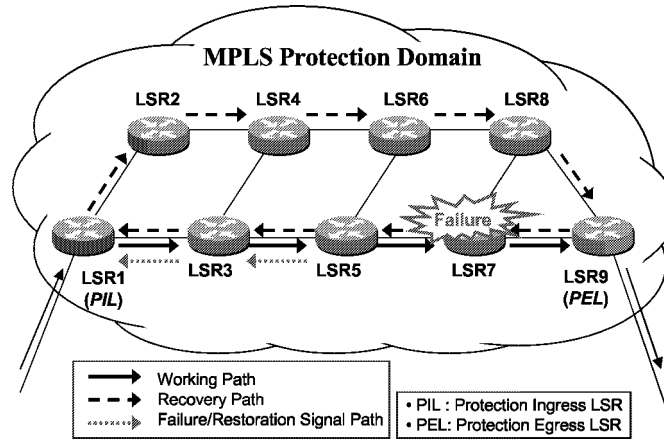 MPLS Protection Domain
LSR2
LSR4
LSR6
LSR8
Failure
LSR1
(PIL)
LSR3
LSR5
LSR7
LSR9
(PEL)
Working Path
Recovery Path
Failure/Restoration Signal Path
• PIL : Protection Ingress LSR
• PEL: Protection Egress LSR